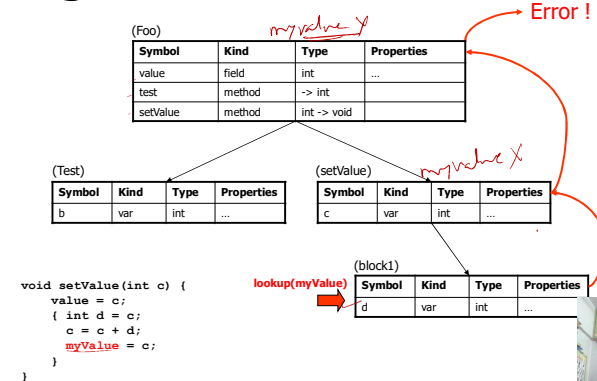 Error !
(Foo)
myvalue X
Symbol Kind Type Properties
value field int ...
test method -> int
setValue method int -> void
(Test)
Symbol Kind Type Properties
b var int ...
(setValue)
myvalue X
Symbol Kind Type Properties
c var int ...
(block1)
lookup(myValue)
Symbol Kind Type Properties
d var int ...
void setValue(int c) {
value = c;
{ int d = c;
c = c + d;
myValue = c;
}
}